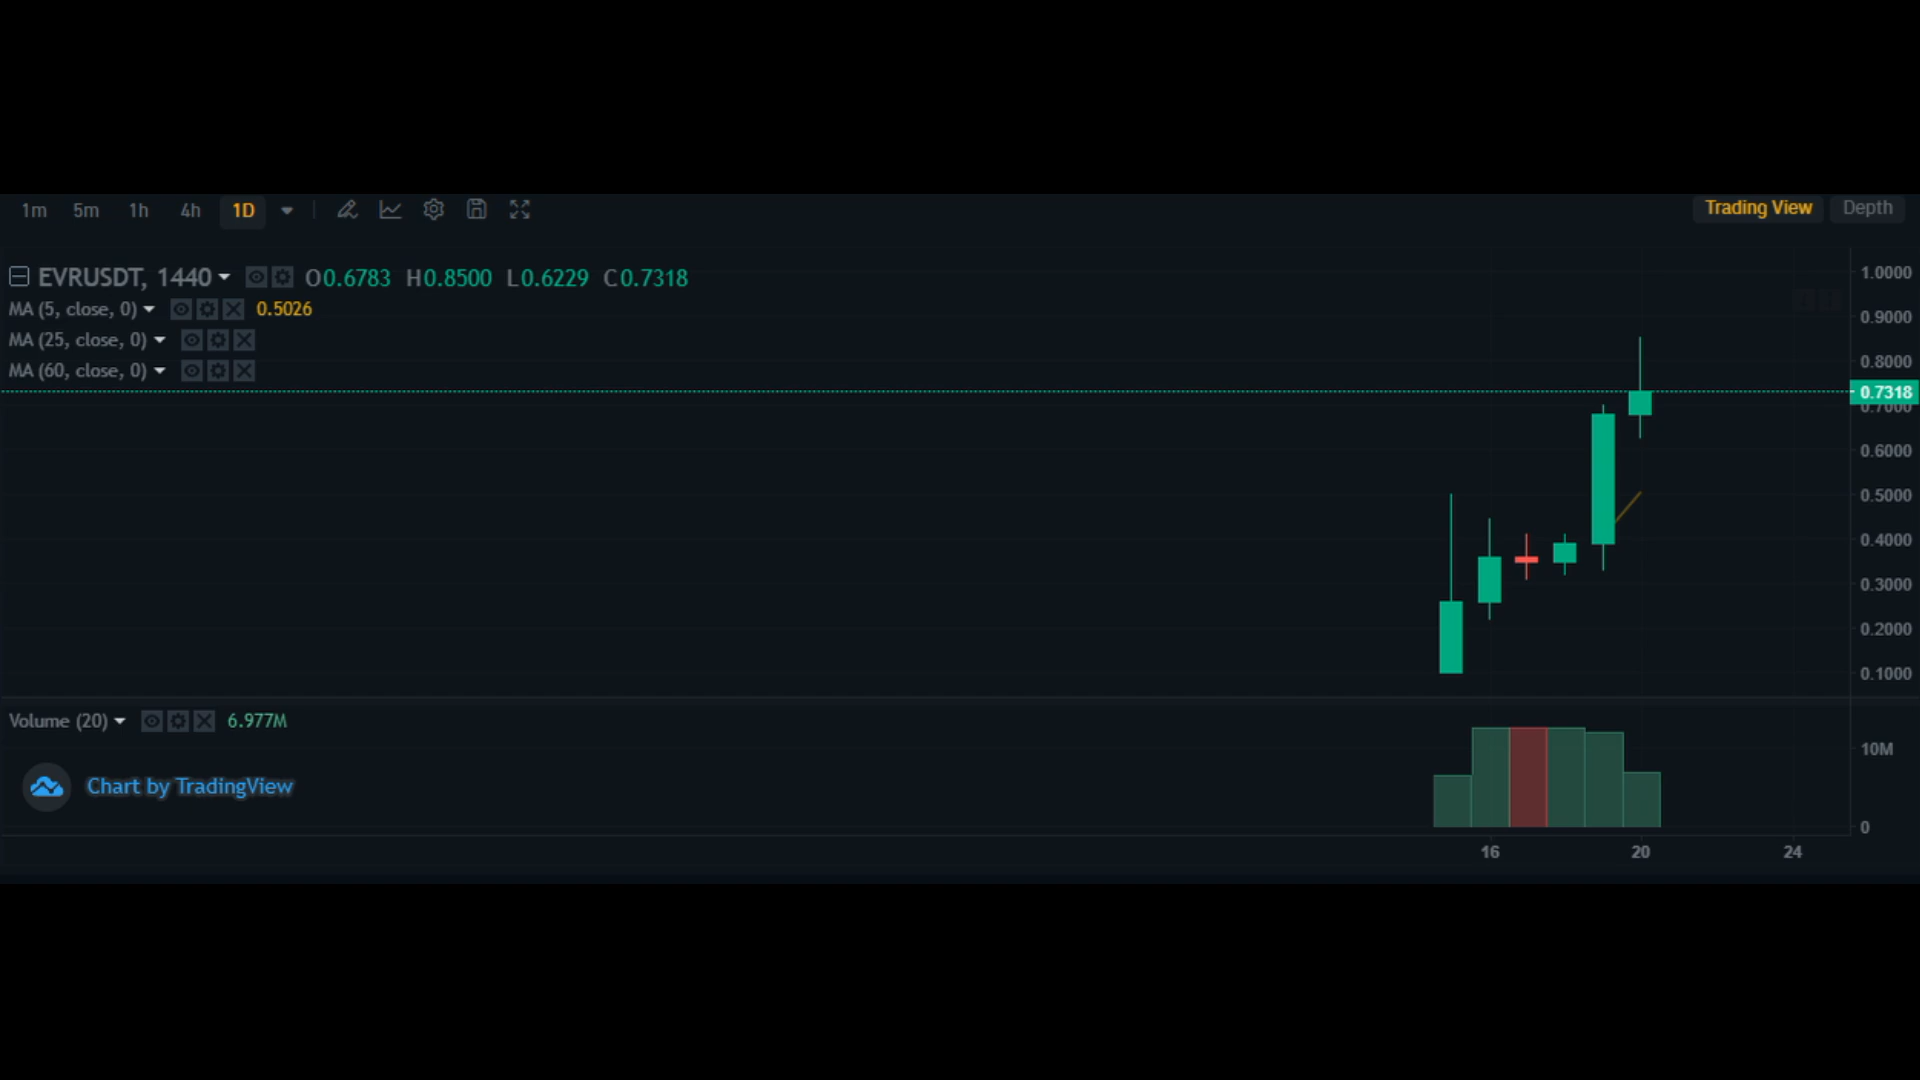 1m 5m 1h 4h 1D
Trading View Depth
EVRUSDT, 1440 O0.6783 H0.8500 L0.6229 C0.7318
MA (5, close, 0) 0.5026
MA (25, close, 0)
MA (60, close, 0)
1.0000
0.9000
0.8000
0.7318
0.7000
0.6000
0.5000
0.4000
0.3000
0.2000
0.1000
Volume (20) 6.977M
10M
Chart by TradingView
0
16 20 24